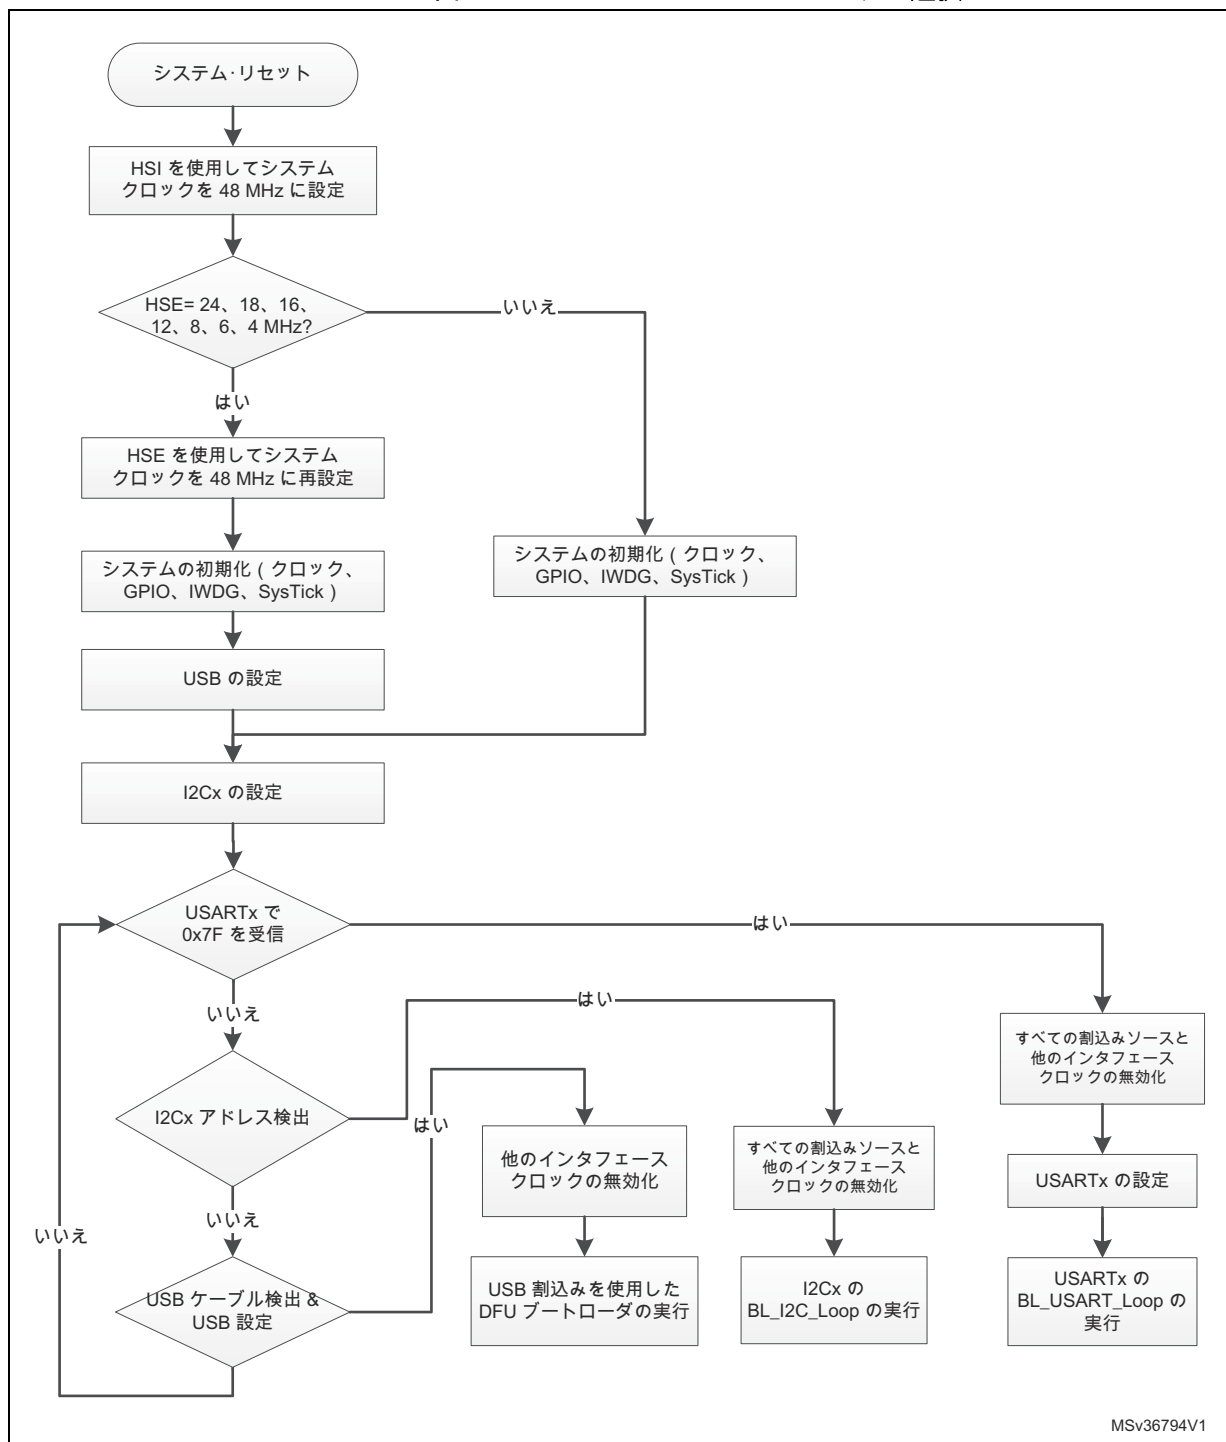 システム･リセット
HSI を使用してシステム
クロックを 48 MHz に設定
HSE= 24、18、16、
12、8、6、4 MHz?
いいえ
はい
HSE を使用してシステム
クロックを 48 MHz に再設定
システムの初期化 ( クロック、
GPIO、IWDG、SysTick )
システムの初期化 ( クロック、
GPIO、IWDG、SysTick )
USB の設定
I2Cx の設定
USARTx で
0x7F を受信
はい
いいえ
はい
すべての割込みソースと
他のインタフェース
クロックの無効化
I2Cx アドレス検出
はい
他のインタフェース
クロックの無効化
すべての割込みソースと
他のインタフェース
クロックの無効化
USARTx の設定
いいえ
いいえ
USB ケーブル検出 &
USB 設定
USB 割込みを使用した
DFU ブートローダの実行
I2Cx の
BL_I2C_Loop の実行
USARTx の
BL_USART_Loop の
実行
MSv36794V1